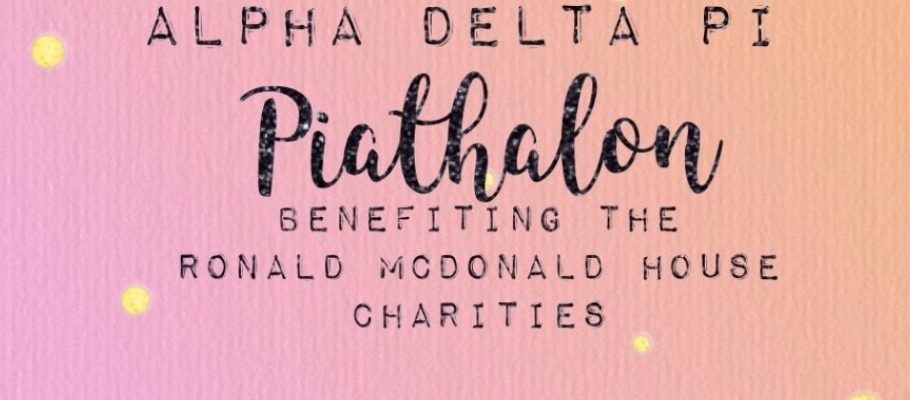 ALPHA DELTA PI
Piathalon
BENEFITING THE
RONALD MCDONALD HOUSE
CHARITIES